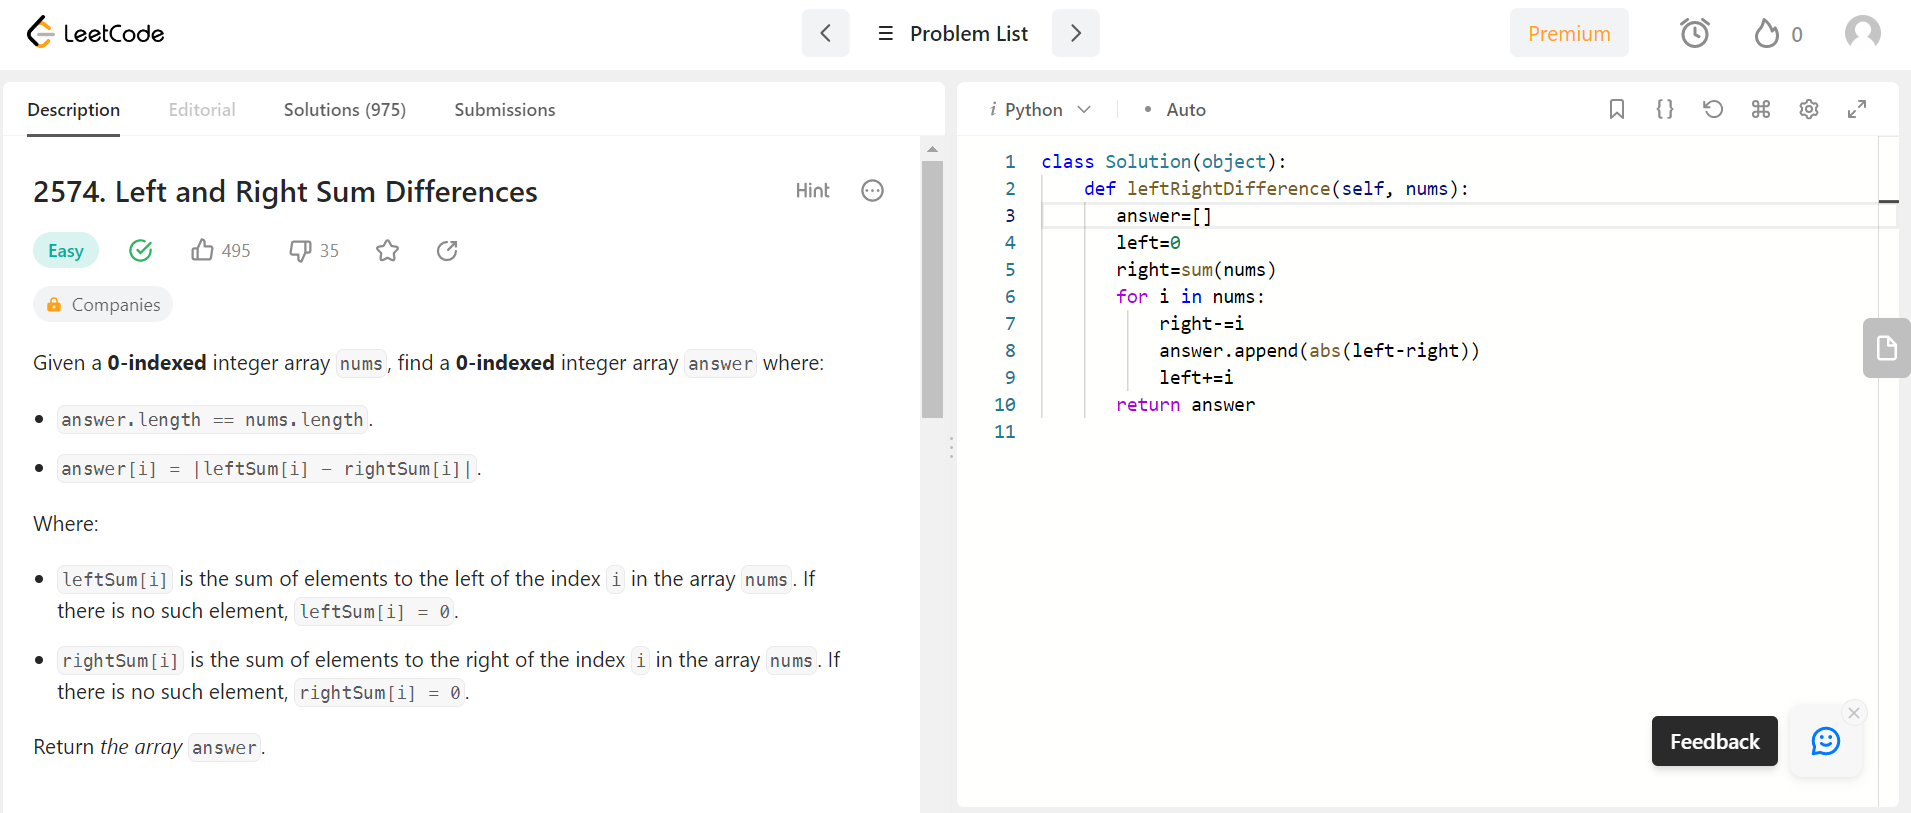 LeetCode
Problem List
Premium
0
Description
Editorial
Solutions (975)
Submissions
2574. Left and Right Sum Differences
Hint
Easy
495
35
Companies
Given a 0-indexed integer array nums, find a 0-indexed integer array answer where:
answer.length == nums.length.
answer[i] = |leftSum[i] - rightSum[i]|.
Where:
leftSum[i] is the sum of elements to the left of the index i in the array nums. If
there is no such element, leftSum[i] = 0.
rightSum[i] is the sum of elements to the right of the index i in the array nums. If
there is no such element, rightSum[i] = 0.
Return the array answer.
i Python
• Auto
{}
1 class Solution(object):
2 def leftRightDifference(self, nums):
3 answer=[]
4 left=0
5 right=sum(nums)
6 for i in nums:
7 right-=i
8 answer.append(abs(left-right))
9 left+=i
10 return answer
11
Feedback